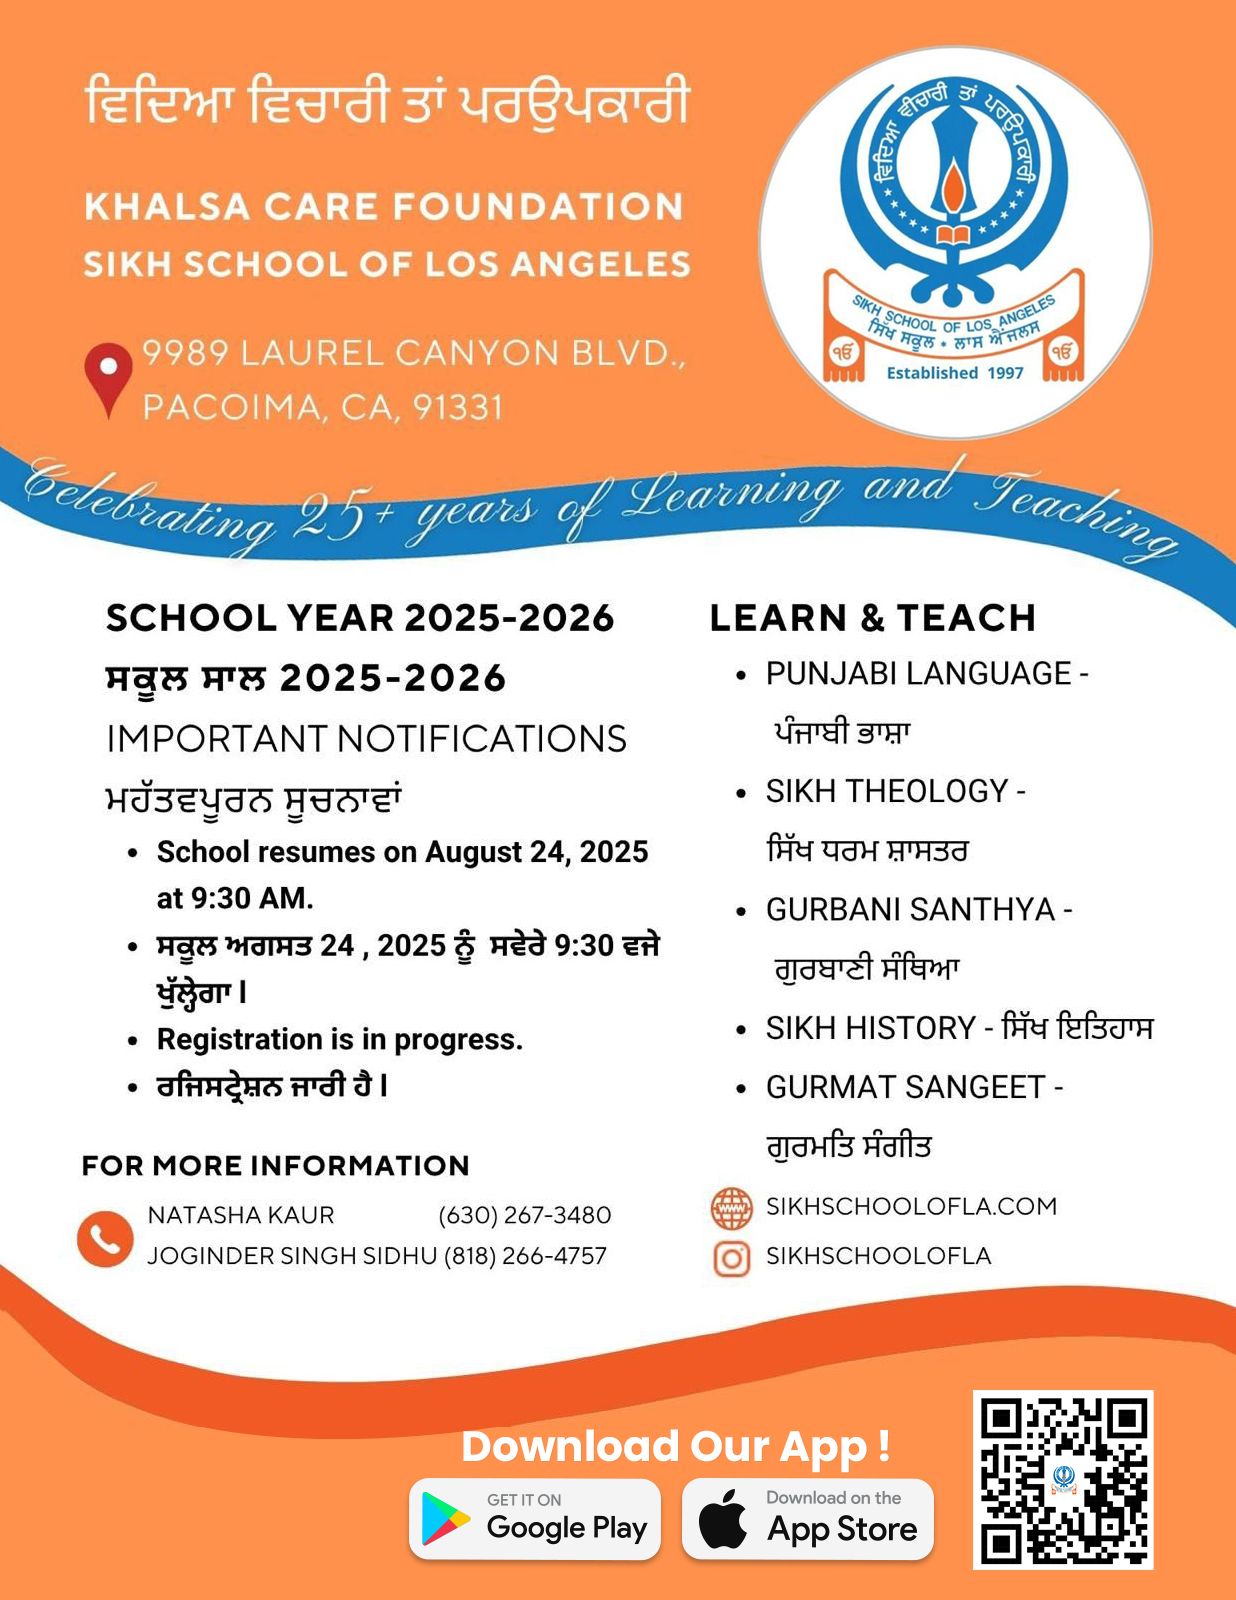 ਵਿਦਿਆ ਵਿਚਾਰੀ ਤਾਂ ਪਰਉਪਕਾਰੀ
KHALSA CARE FOUNDATION
SIKH SCHOOL OF LOS ANGELES
9989 LAUREL CANYON BLVD.,
PACOIMA, CA, 91331
ਵਿਦਿਆ ਵੀਚਾਰੀ ਤਾਂ ਪਰਉਪਕਾਰੀ
SIKH SCHOOL OF LOS ANGELES
ਸਿੱਖ ਸਕੂਲ • ਲਾਸ ਐਂਜਲਸ
ੴ ੴ
Established 1997
Celebrating 25+ years of Learning and Teaching
SCHOOL YEAR 2025-2026
ਸਕੂਲ ਸਾਲ 2025-2026
IMPORTANT NOTIFICATIONS
ਮਹੱਤਵਪੂਰਨ ਸੂਚਨਾਵਾਂ
• School resumes on August 24, 2025
at 9:30 AM.
• ਸਕੂਲ ਅਗਸਤ 24 , 2025 ਨੂੰ ਸਵੇਰੇ 9:30 ਵਜੇ
ਖੁੱਲ੍ਹੇਗਾ l
• Registration is in progress.
• ਰਜਿਸਟ੍ਰੇਸ਼ਨ ਜਾਰੀ ਹੈ l
FOR MORE INFORMATION
NATASHA KAUR (630) 267-3480
JOGINDER SINGH SIDHU (818) 266-4757
LEARN & TEACH
• PUNJABI LANGUAGE -
ਪੰਜਾਬੀ ਭਾਸ਼ਾ
• SIKH THEOLOGY -
ਸਿੱਖ ਧਰਮ ਸ਼ਾਸਤਰ
• GURBANI SANTHYA -
ਗੁਰਬਾਣੀ ਸੰਥਿਆ
• SIKH HISTORY - ਸਿੱਖ ਇਤਿਹਾਸ
• GURMAT SANGEET -
ਗੁਰਮਤਿ ਸੰਗੀਤ
WWW SIKHSCHOOLOFLA.COM
SIKHSCHOOLOFLA
Download Our App !
GET IT ON
Google Play
Download on the
App Store